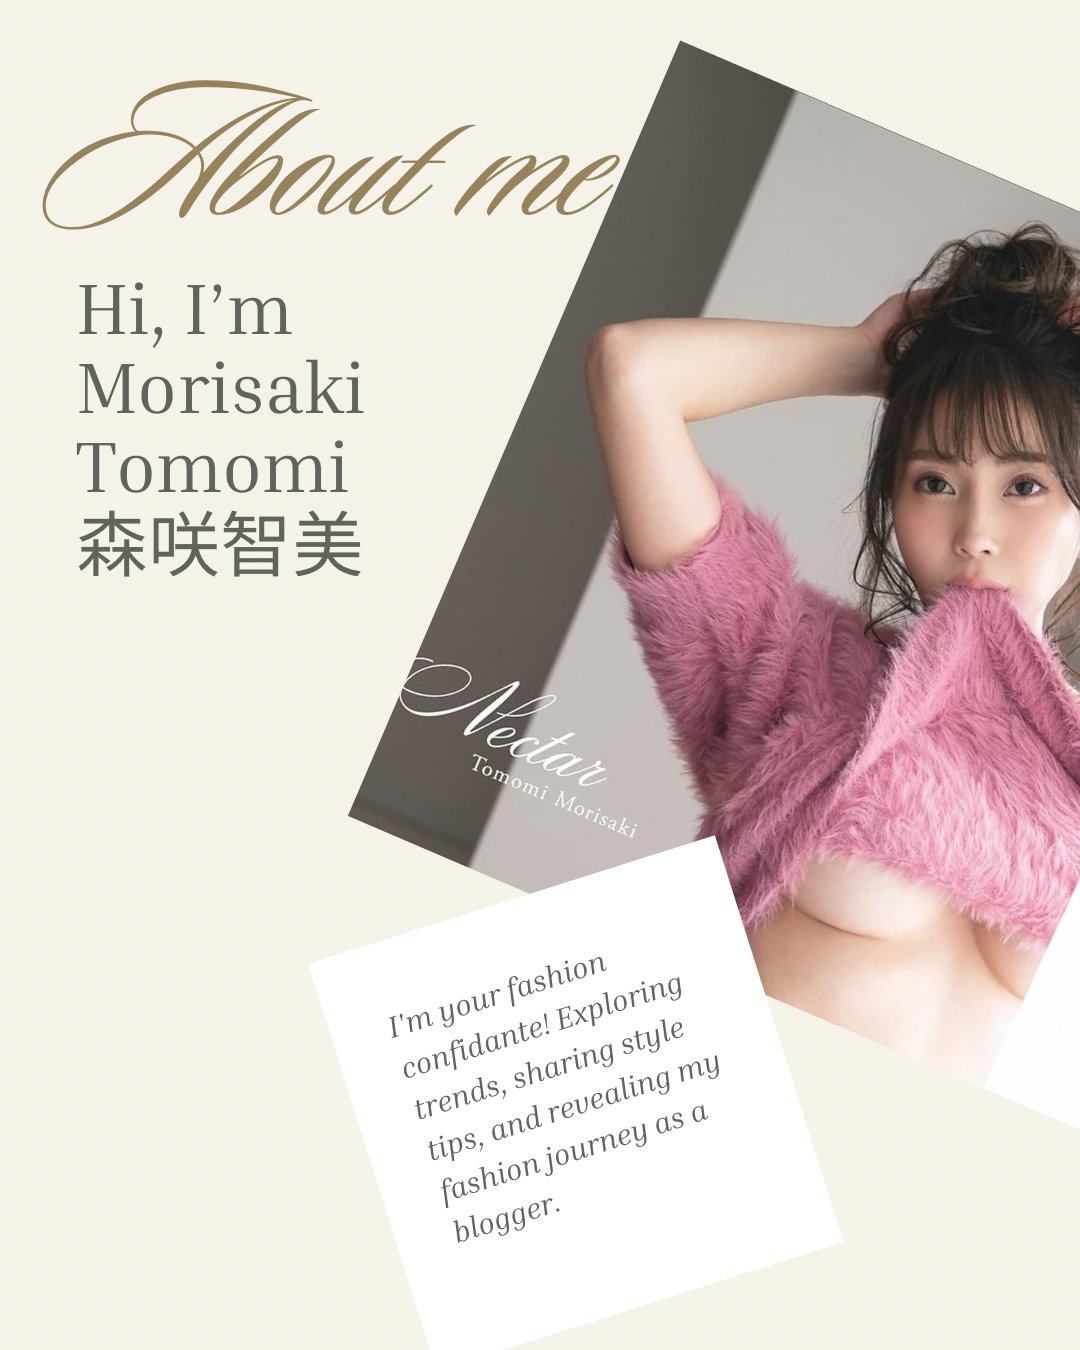 About me
Hi, I’m
Morisaki
Tomomi
森咲智美
Nectar
Tomomi Morisaki
I'm your fashion
confidante! Exploring
trends, sharing style
tips, and revealing my
fashion journey as a
blogger.